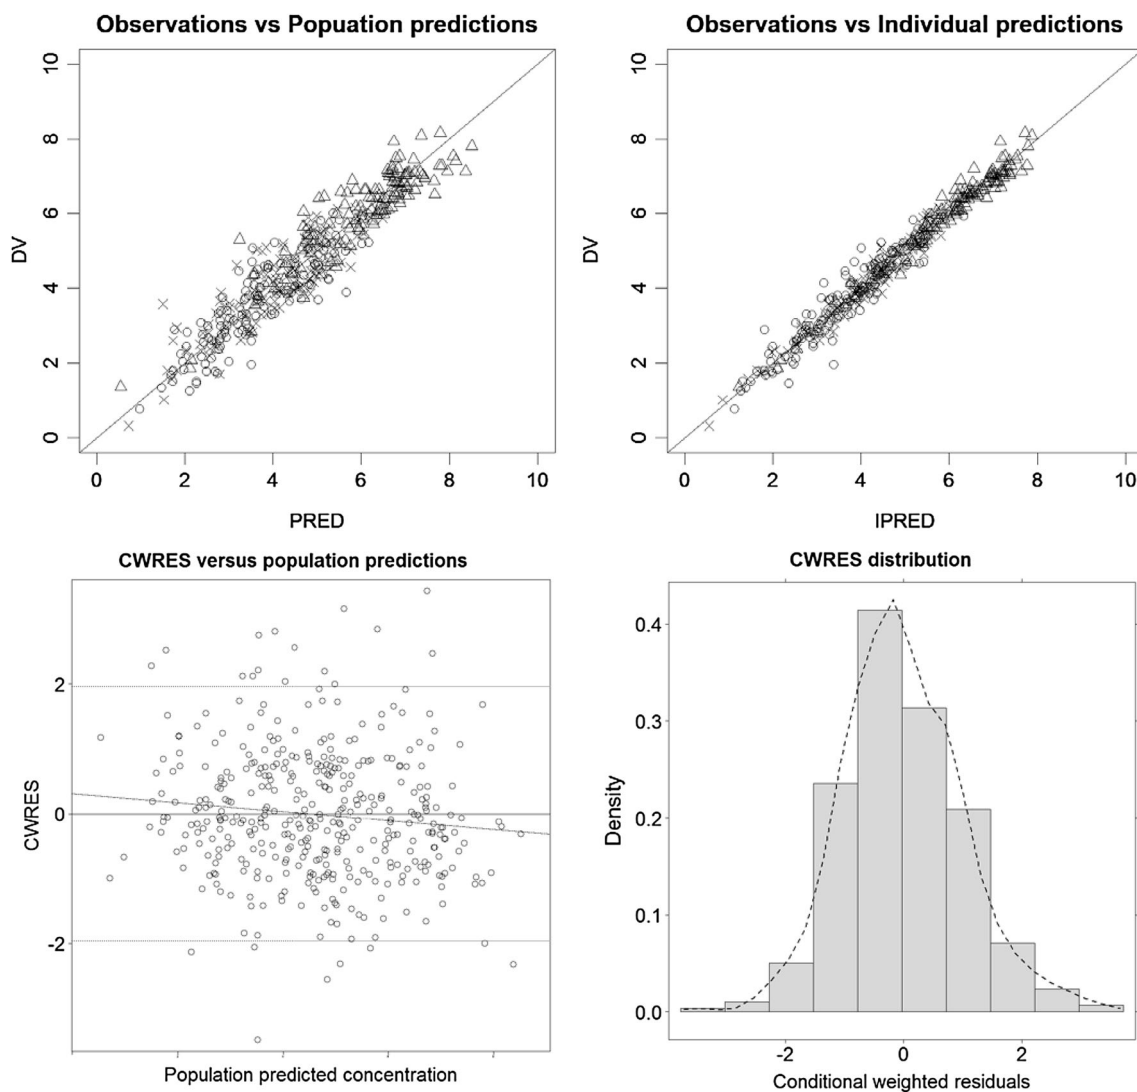 Observations vs Popuation predictions
10
8
6
4
2
0
DV
0 2 4 6 8 10
PRED
Observations vs Individual predictions
10
8
6
4
2
0
DV
0 2 4 6 8 10
IPRED
CWRES versus population predictions
2
0
-2
CWRES
Population predicted concentration
CWRES distribution
0.4
0.3
0.2
0.1
0.0
Density
-2 0 2
Conditional weighted residuals